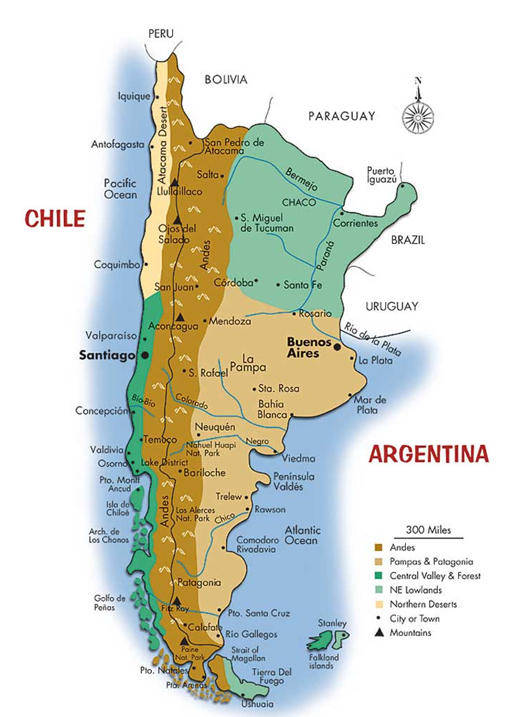 PERU
BOLIVIA
N
Iquique
PARAGUAY
Antofagasta
Atacama Desert
San Pedro de
Atacama
Salta
Bermejo
Puerto
Iguazú
Pacific
Ocean
Llullaillaco
CHACO
CHILE
S. Miguel
de Tucuman
Corrientes
Ojos del
Salado
BRAZIL
Andes
Paraná
Coquimbo
San Juan
Córdoba
Santa Fe
URUGUAY
Rosario
Aconcagua
Mendoza
Valparaíso
Río de la Plata
Buenos
Aires
Santiago
La Plata
La
Pampa
S. Rafael
Sta. Rosa
Bio-Bio
Colorado
Mar de
Plata
Concepción
Bahía
Blanca
Neuquén
Temuco
Nahuel Huapi
Nat. Park
Negro
Valdivia
Viedma
ARGENTINA
Osorno
Lake District
Bariloche
Pto. Montt
Ancud
Península
Valdés
Isla de
Chiloé
Andes
Los Alerces
Nat. Park
Trelew
Rawson
Chico
Arch. de
Los Chonos
Atlantic
Ocean
300 Miles
Comodoro
Rivadavia
Andes
Pampas & Patagonia
Central Valley & Forest
NE Lowlands
Northern Deserts
City or Town
Mountains
Patagonia
Golfo de
Peñas
Fitz Roy
Pto. Santa Cruz
Calafate
Río Gallegos
Stanley
Paine
Nat. Park
Strait of
Magallan
Falkland
islands
Pto. Natales
Tierra Del
Fuego
Pta. Arenas
Ushuaia